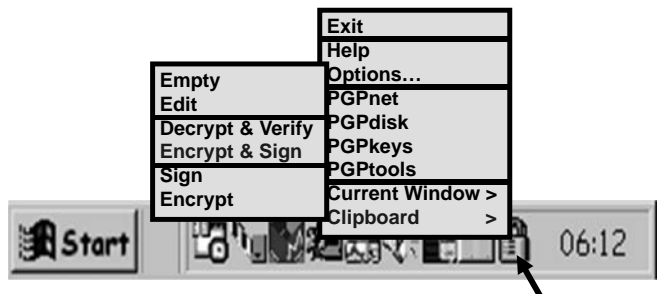 Exit
Help
Options...
PGPnet
PGPdisk
PGPkeys
PGPtools
Current Window >
Clipboard >
Empty
Edit
Decrypt & Verify
Encrypt & Sign
Sign
Encrypt
Start
06:12